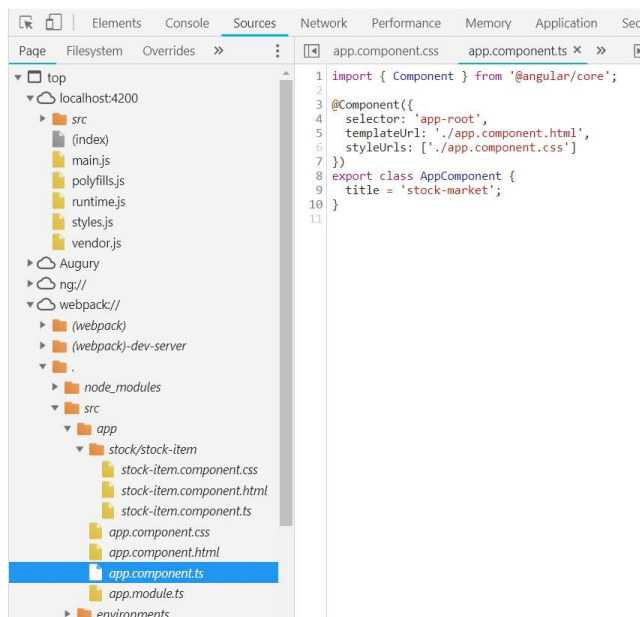 Elements Console Sources Network Performance Memory Application Sec
Page Filesystem Overrides » app.component.css app.component.ts × »
top
localhost:4200
src
(index)
main.js
polyfills.js
runtime.js
styles.js
vendor.js
Augury
ng://
webpack://
(webpack)
(webpack)-dev-server
.
node_modules
src
app
stock/stock-item
stock-item.component.css
stock-item.component.html
stock-item.component.ts
app.component.css
app.component.html
app.component.ts
app.module.ts
environments
1 import { Component } from '@angular/core';
2
3 @Component({
4 selector: 'app-root',
5 templateUrl: './app.component.html',
6 styleUrls: ['./app.component.css']
7 })
8 export class AppComponent {
9 title = 'stock-market';
10 }
11